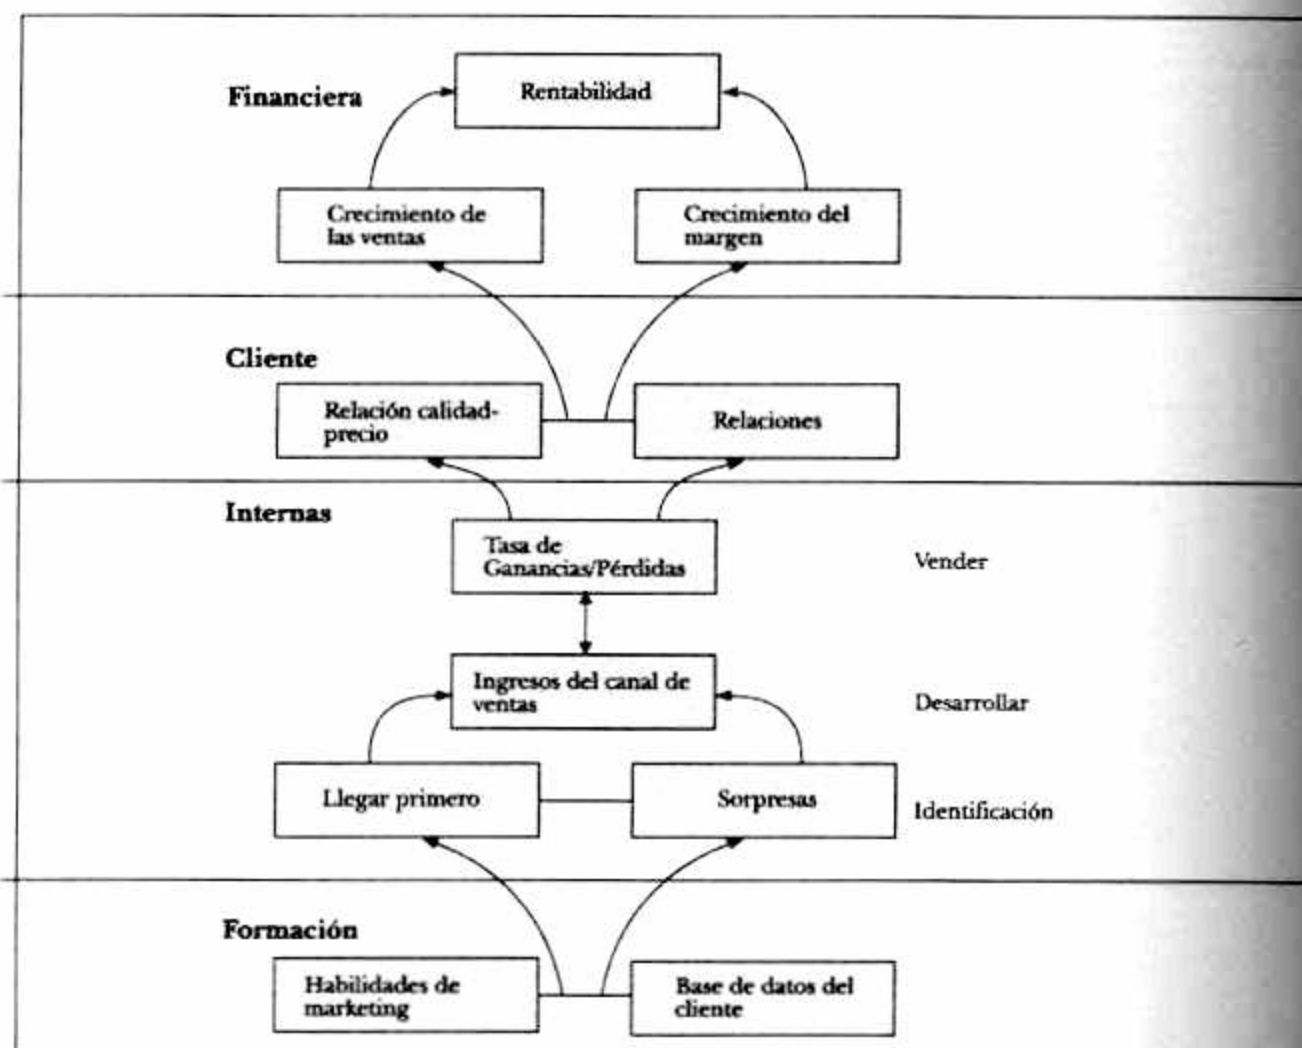 Financiera
Rentabilidad
Crecimiento de
las ventas
Crecimiento del
margen
Cliente
Relación calidad-
precio
Relaciones
Internas
Tasa de
Ganancias/Pérdidas
Vender
Ingresos del canal de
ventas
Desarrollar
Llegar primero
Sorpresas
Identificación
Formación
Habilidades de
marketing
Base de datos del
cliente